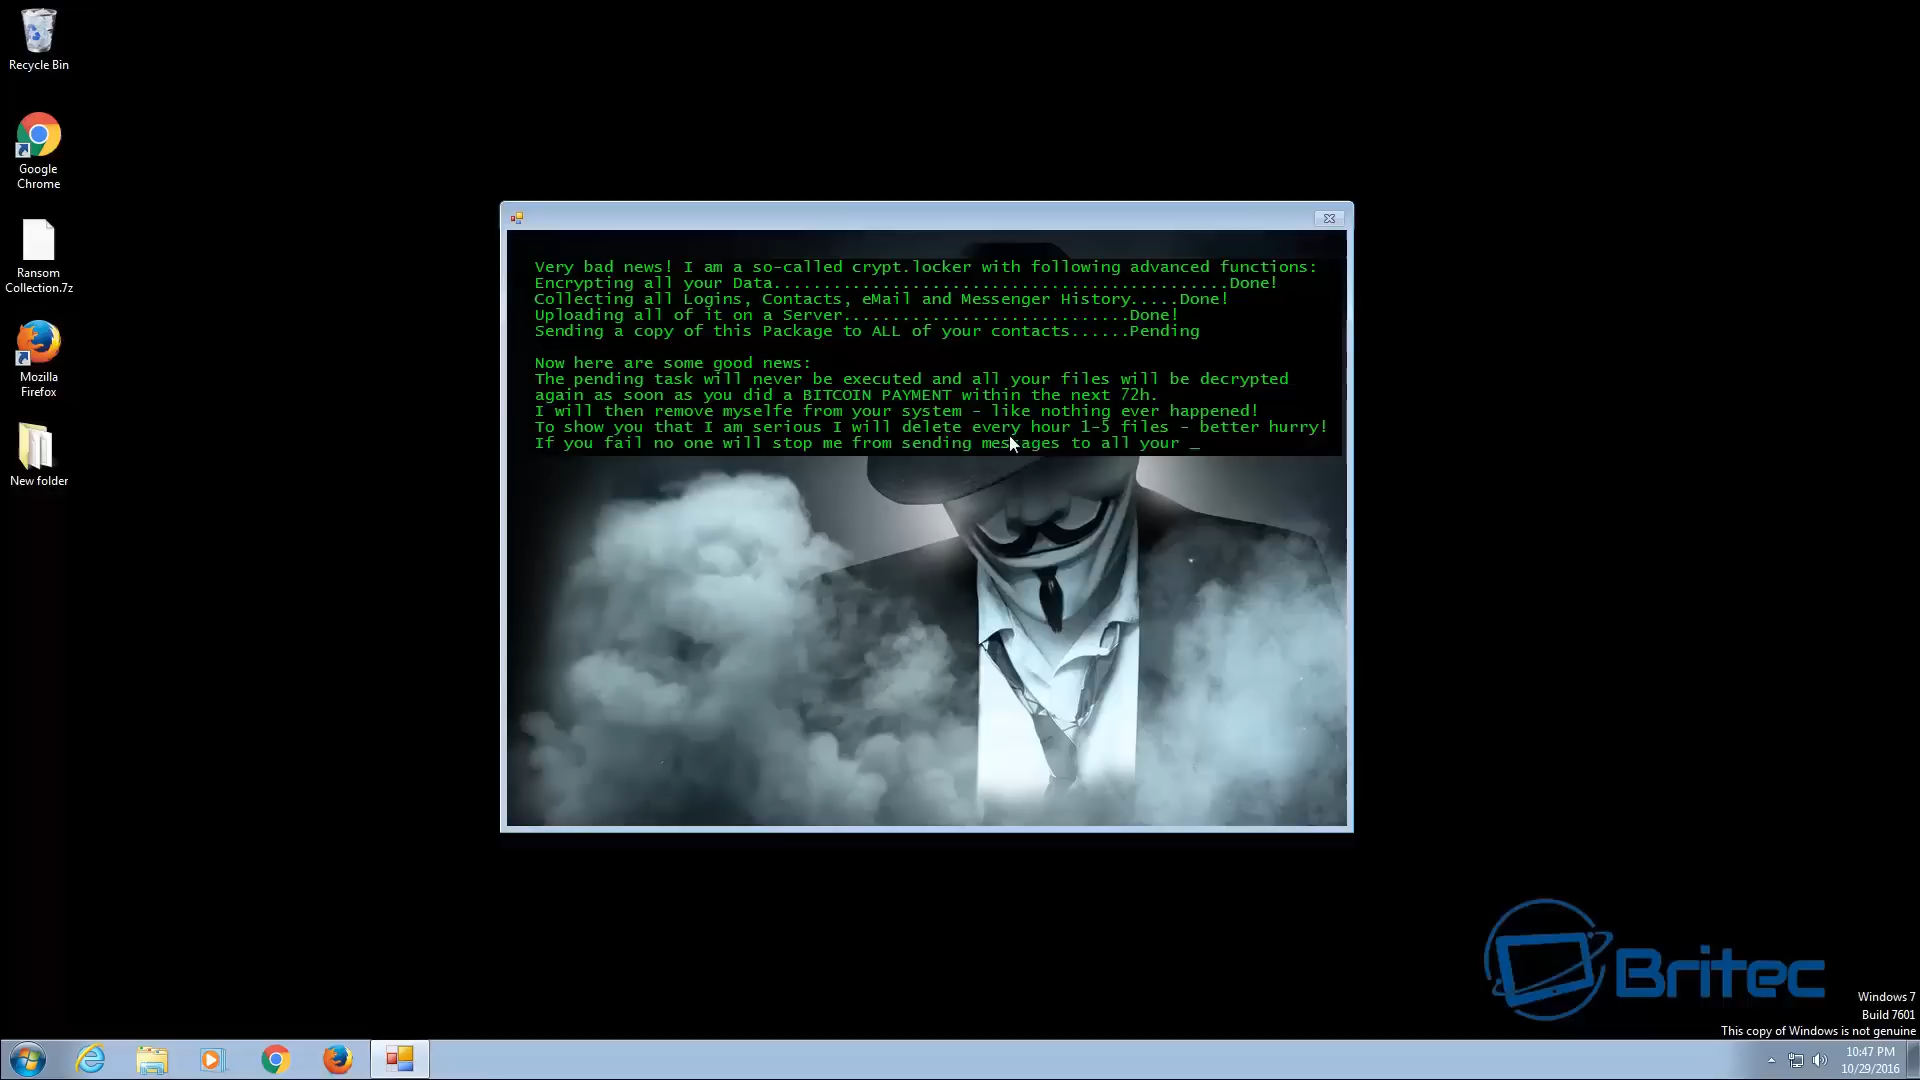 Recycle Bin
Google
Chrome
Ransom
Collection.7z
Mozilla
Firefox
New folder
Very bad news! I am a so-called crypt.locker with following advanced functions:
Encrypting all your Data..............................................Done!
Collecting all Logins, Contacts, eMail and Messenger History.....Done!
Uploading all of it on a Server.............................Done!
Sending a copy of this Package to ALL of your contacts......Pending
Now here are some good news:
The pending task will never be executed and all your files will be decrypted
again as soon as you did a BITCOIN PAYMENT within the next 72h.
I will then remove myselfe from your system - like nothing ever happened!
To show you that I am serious I will delete every hour 1-5 files - better hurry!
If you fail no one will stop me from sending messages to all your _
Britec
Windows 7
Build 7601
This copy of Windows is not genuine
10:47 PM
10/29/2016